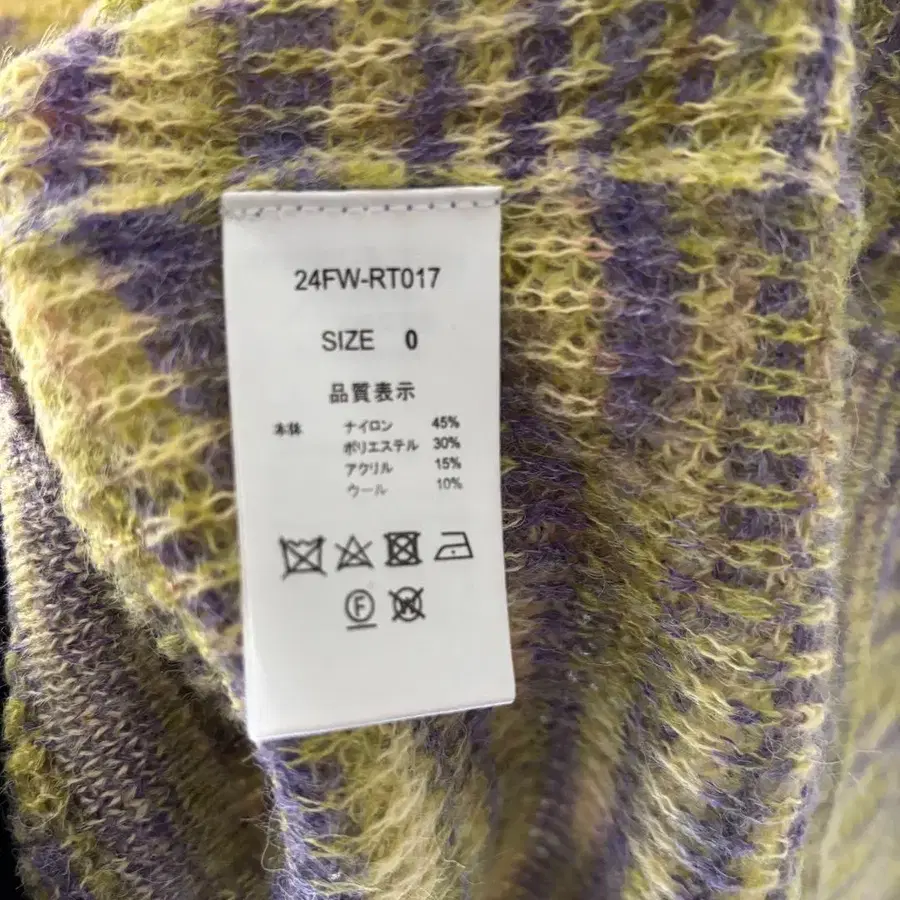 24FW-RT017
SIZE 0
品質表示
本体 ナイロン 45%
ポリエステル 30%
アクリル 15%
ウール 10%
F
W